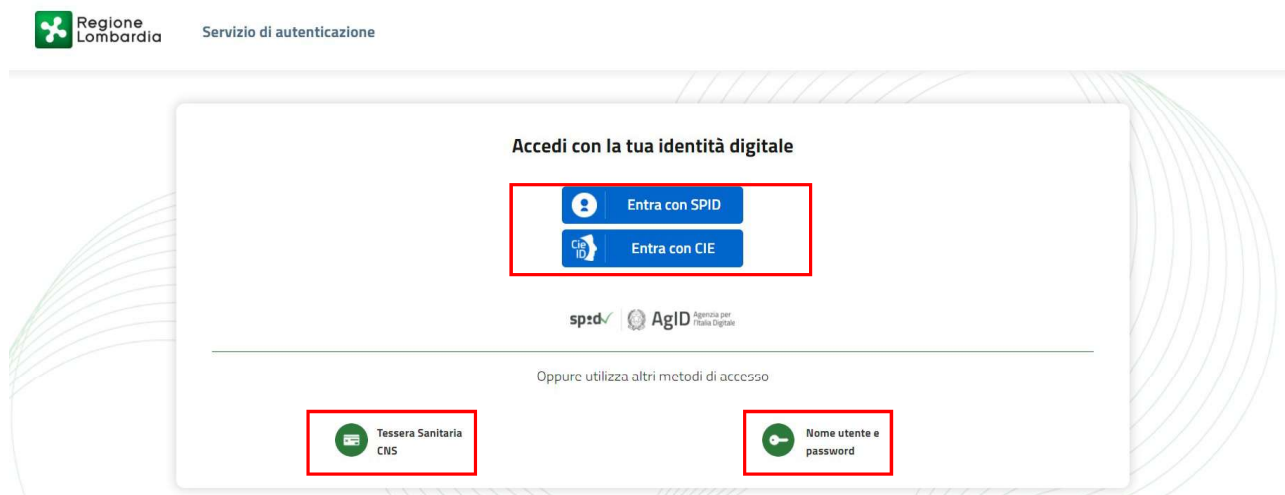 Regione
Lombardia
Servizio di autenticazione
Accedi con la tua identità digitale
Entra con SPID
Cie
ID
Entra con CIE
sp:d
AgID Agenzia per
l'Italia Digitale
Oppure utilizza altri metodi di accesso
Tessera Sanitaria
CNS
Nome utente e
password